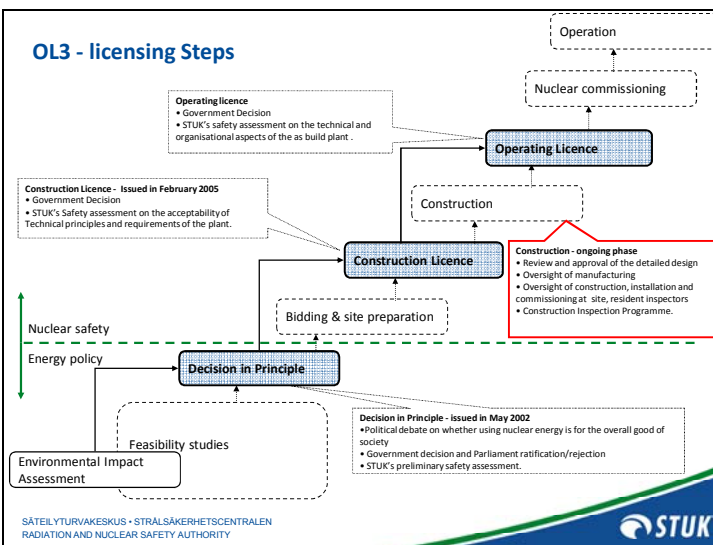 OL3 - licensing Steps
Operation
Nuclear commissioning
Operating licence
• Government Decision
• STUK's safety assessment on the technical and
organisational aspects of the as build plant .
Operating Licence
Construction Licence - Issued in February 2005
• Government Decision
• STUK's Safety assessment on the acceptability of
Technical principles and requirements of the plant.
Construction
Construction Licence
Construction - ongoing phase
• Review and approval of the detailed design
• Oversight of manufacturing
• Oversight of construction, installation and
commissioning at site, resident inspectors
• Construction Inspection Programme.
Bidding & site preparation
Nuclear safety
Energy policy
Decision in Principle
Decision in Principle - issued in May 2002
•Political debate on whether using nuclear energy is for the overall good of
society
• Government decision and Parliament ratification/rejection
• STUK's preliminary safety assessment.
Feasibility studies
Environmental Impact
Assessment
SÄTEILYTURVAKESKUS • STRÅLSÄKERHETSCENTRALEN
RADIATION AND NUCLEAR SAFETY AUTHORITY
STUK